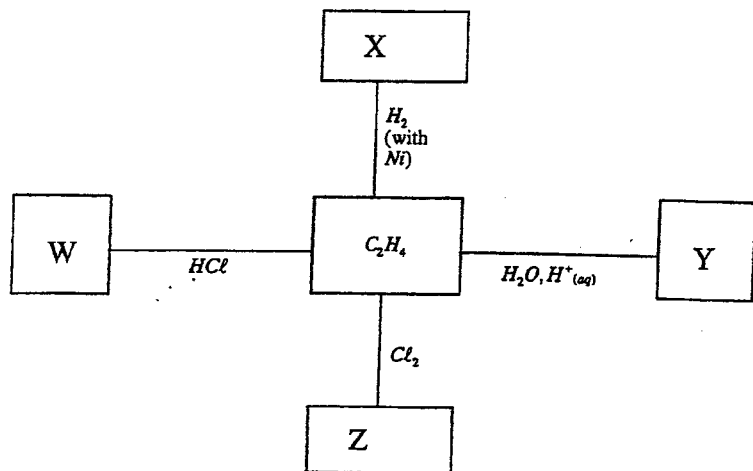 X
H₂
(with
Ni)
W
HCℓ
C₂H₄
H₂O, H⁺(aq)
Y
Cℓ₂
Z